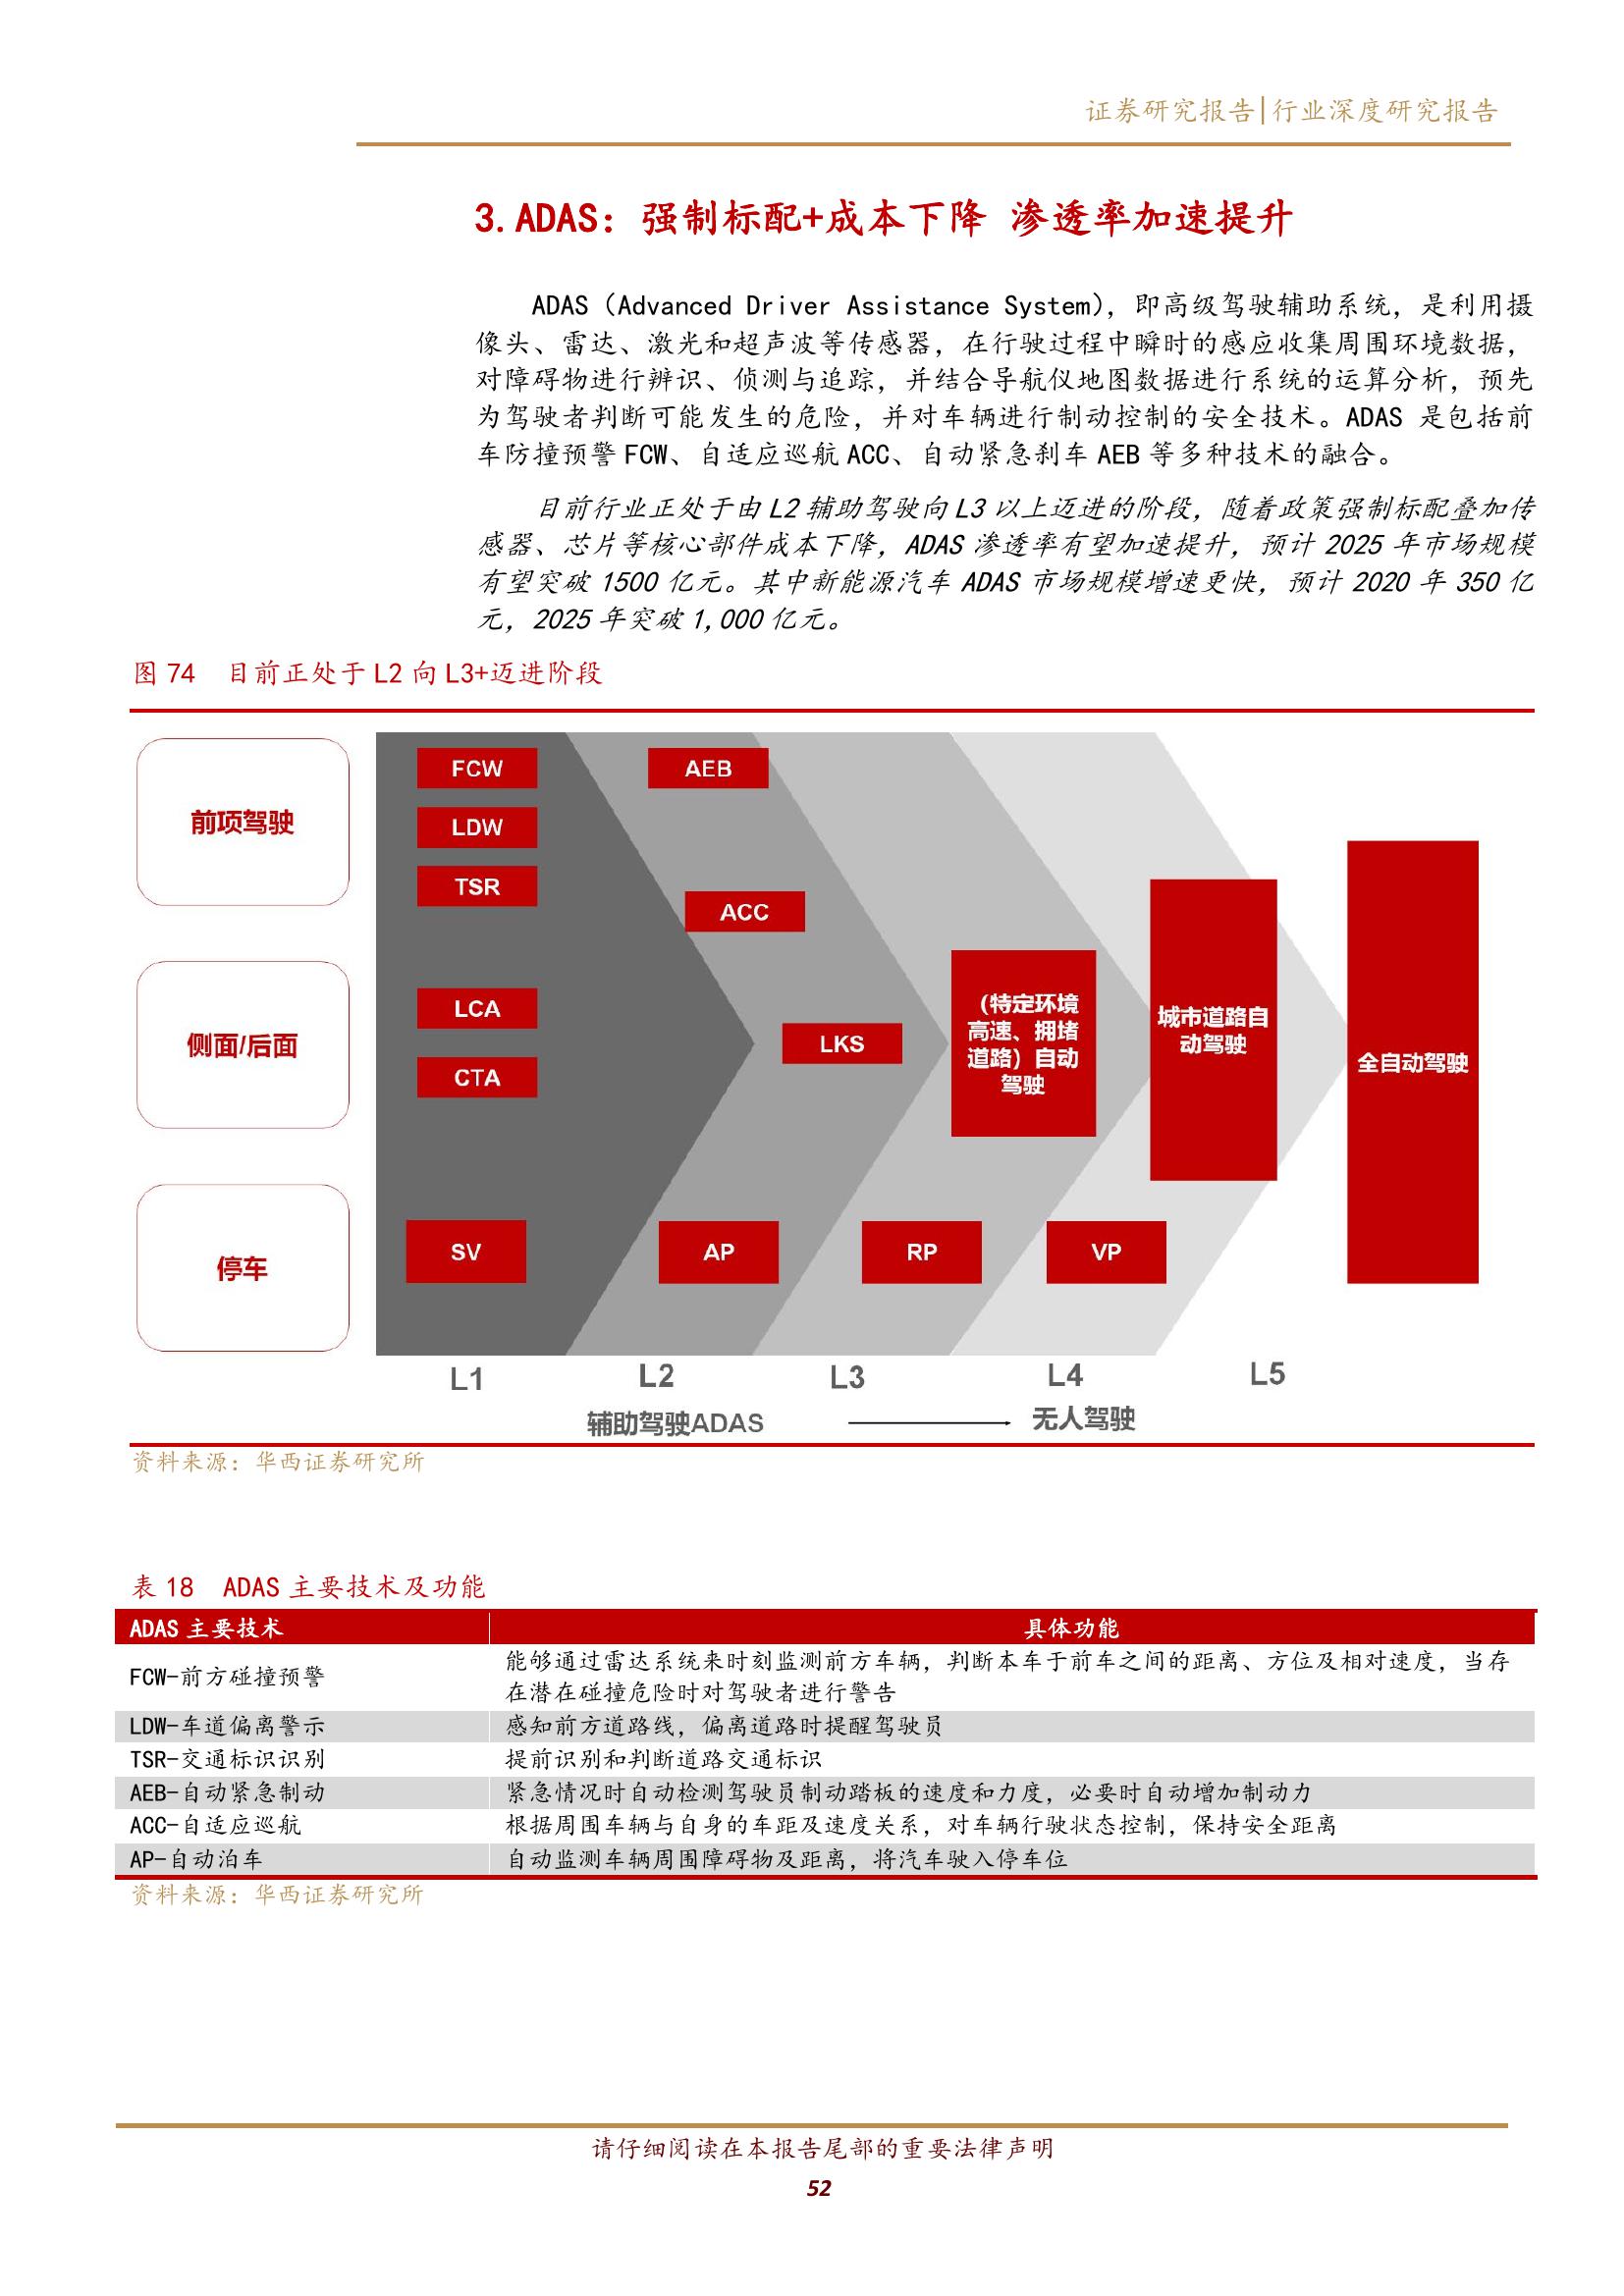 证券研究报告|行业深度研究报告
3. ADAS：强制标配+成本下降 渗透率加速提升
ADAS（Advanced Driver Assistance System），即高级驾驶辅助系统，是利用摄
像头、雷达、激光和超声波等传感器，在行驶过程中瞬时的感应收集周围环境数据，
对障碍物进行辨识、侦测与追踪，并结合导航仪地图数据进行系统的运算分析，预先
为驾驶者判断可能发生的危险，并对车辆进行制动控制的安全技术。ADAS 是包括前
车防撞预警 FCW、自适应巡航 ACC、自动紧急刹车 AEB 等多种技术的融合。
目前行业正处于由 L2 辅助驾驶向 L3 以上迈进的阶段，随着政策强制标配叠加传
感器、芯片等核心部件成本下降，ADAS 渗透率有望加速提升，预计 2025 年市场规模
有望突破 1500 亿元。其中新能源汽车 ADAS 市场规模增速更快，预计 2020 年 350 亿
元，2025 年突破 1,000 亿元。
图 74 目前正处于 L2 向 L3+迈进阶段
前项驾驶
侧面/后面
停车
FCW
LDW
TSR
LCA
CTA
SV
AEB
ACC
LKS
AP
RP
VP
（特定环境
高速、拥堵
道路）自动
驾驶
城市道路自
动驾驶
全自动驾驶
L1
L2
L3
L4
L5
辅助驾驶ADAS
无人驾驶
资料来源：华西证券研究所
表 18 ADAS 主要技术及功能
ADAS 主要技术 具体功能
FCW-前方碰撞预警 能够通过雷达系统来时刻监测前方车辆，判断本车于前车之间的距离、方位及相对速度，当存
在潜在碰撞危险时对驾驶者进行警告
LDW-车道偏离警示 感知前方道路线，偏离道路时提醒驾驶员
TSR-交通标识识别 提前识别和判断道路交通标识
AEB-自动紧急制动 紧急情况时自动检测驾驶员制动踏板的速度和力度，必要时自动增加制动力
ACC-自适应巡航 根据周围车辆与自身的车距及速度关系，对车辆行驶状态控制，保持安全距离
AP-自动泊车 自动监测车辆周围障碍物及距离，将汽车驶入停车位
资料来源：华西证券研究所
请仔细阅读在本报告尾部的重要法律声明
52